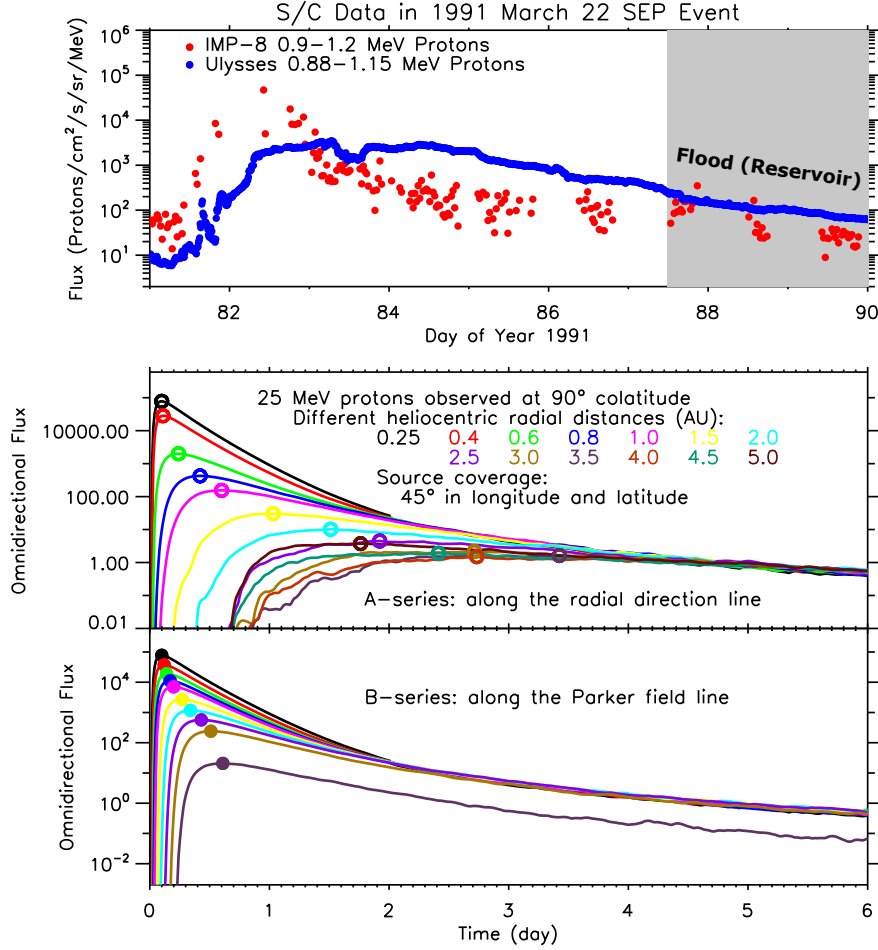 S/C Data in 1991 March 22 SEP Event
10^6
10^5
10^4
10^3
10^2
10^1
Flux (Protons/cm^2/s/sr/MeV)
IMP-8 0.9-1.2 MeV Protons
Ulysses 0.88-1.15 MeV Protons
Flood (Reservoir)
82 84 86 88 90
Day of Year 1991
25 MeV protons observed at 90° colatitude
Different heliocentric radial distances (AU):
0.25 0.4 0.6 0.8 1.0 1.5 2.0
2.5 3.0 3.5 4.0 4.5 5.0
Source coverage:
45° in longitude and latitude
10000.00
100.00
1.00
0.01
Omnidirectional Flux
A-series: along the radial direction line
B-series: along the Parker field line
10^4
10^2
10^0
10^-2
Omnidirectional Flux
0 1 2 3 4 5 6
Time (day)